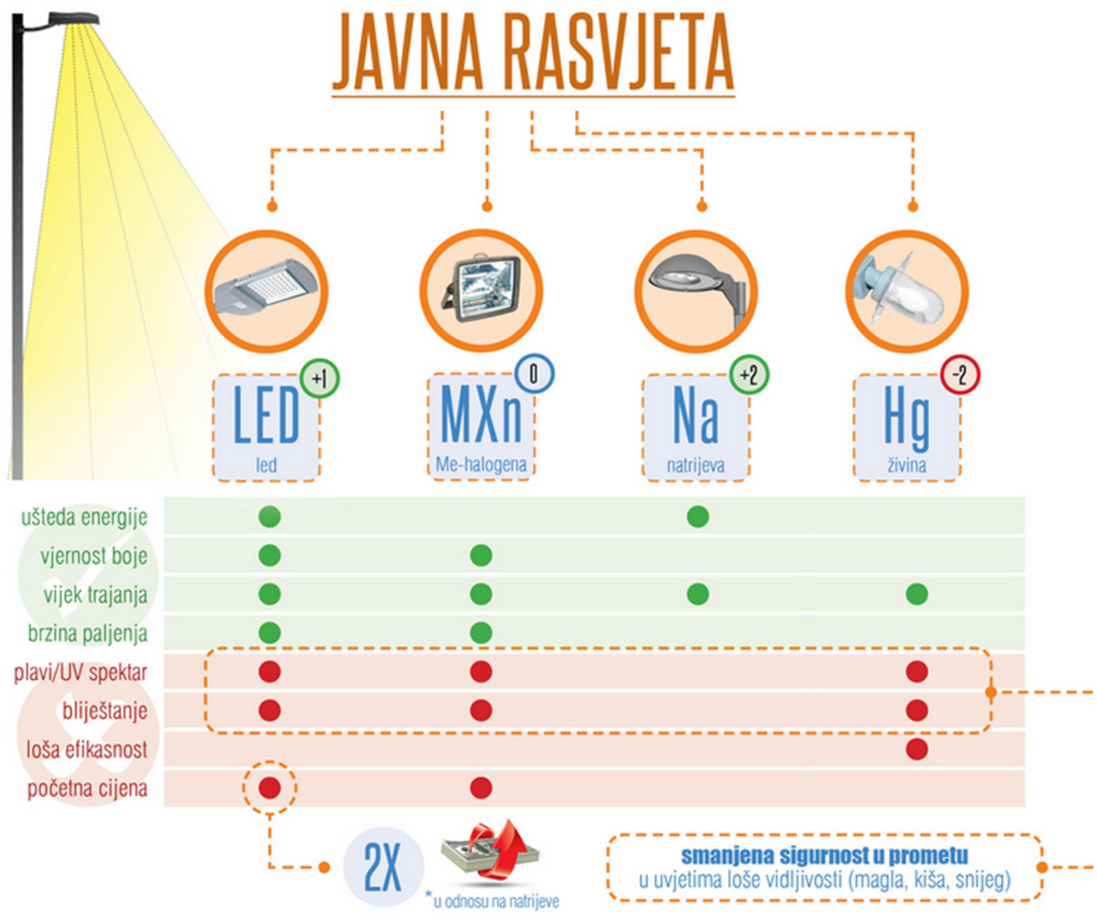 JAVNA RASVJETA
+1
0
+2
-2
LED
MXn
Na
Hg
led
Me-halogena
natrijeva
živina
ušteda energije
vjernost boje
vijek trajanja
brzina paljenja
plavi/UV spektar
bliještanje
loša efikasnost
početna cijena
2X
*u odnosu na natrijeve
smanjena sigurnost u prometu
u uvjetima loše vidljivosti (magla, kiša, snijeg)